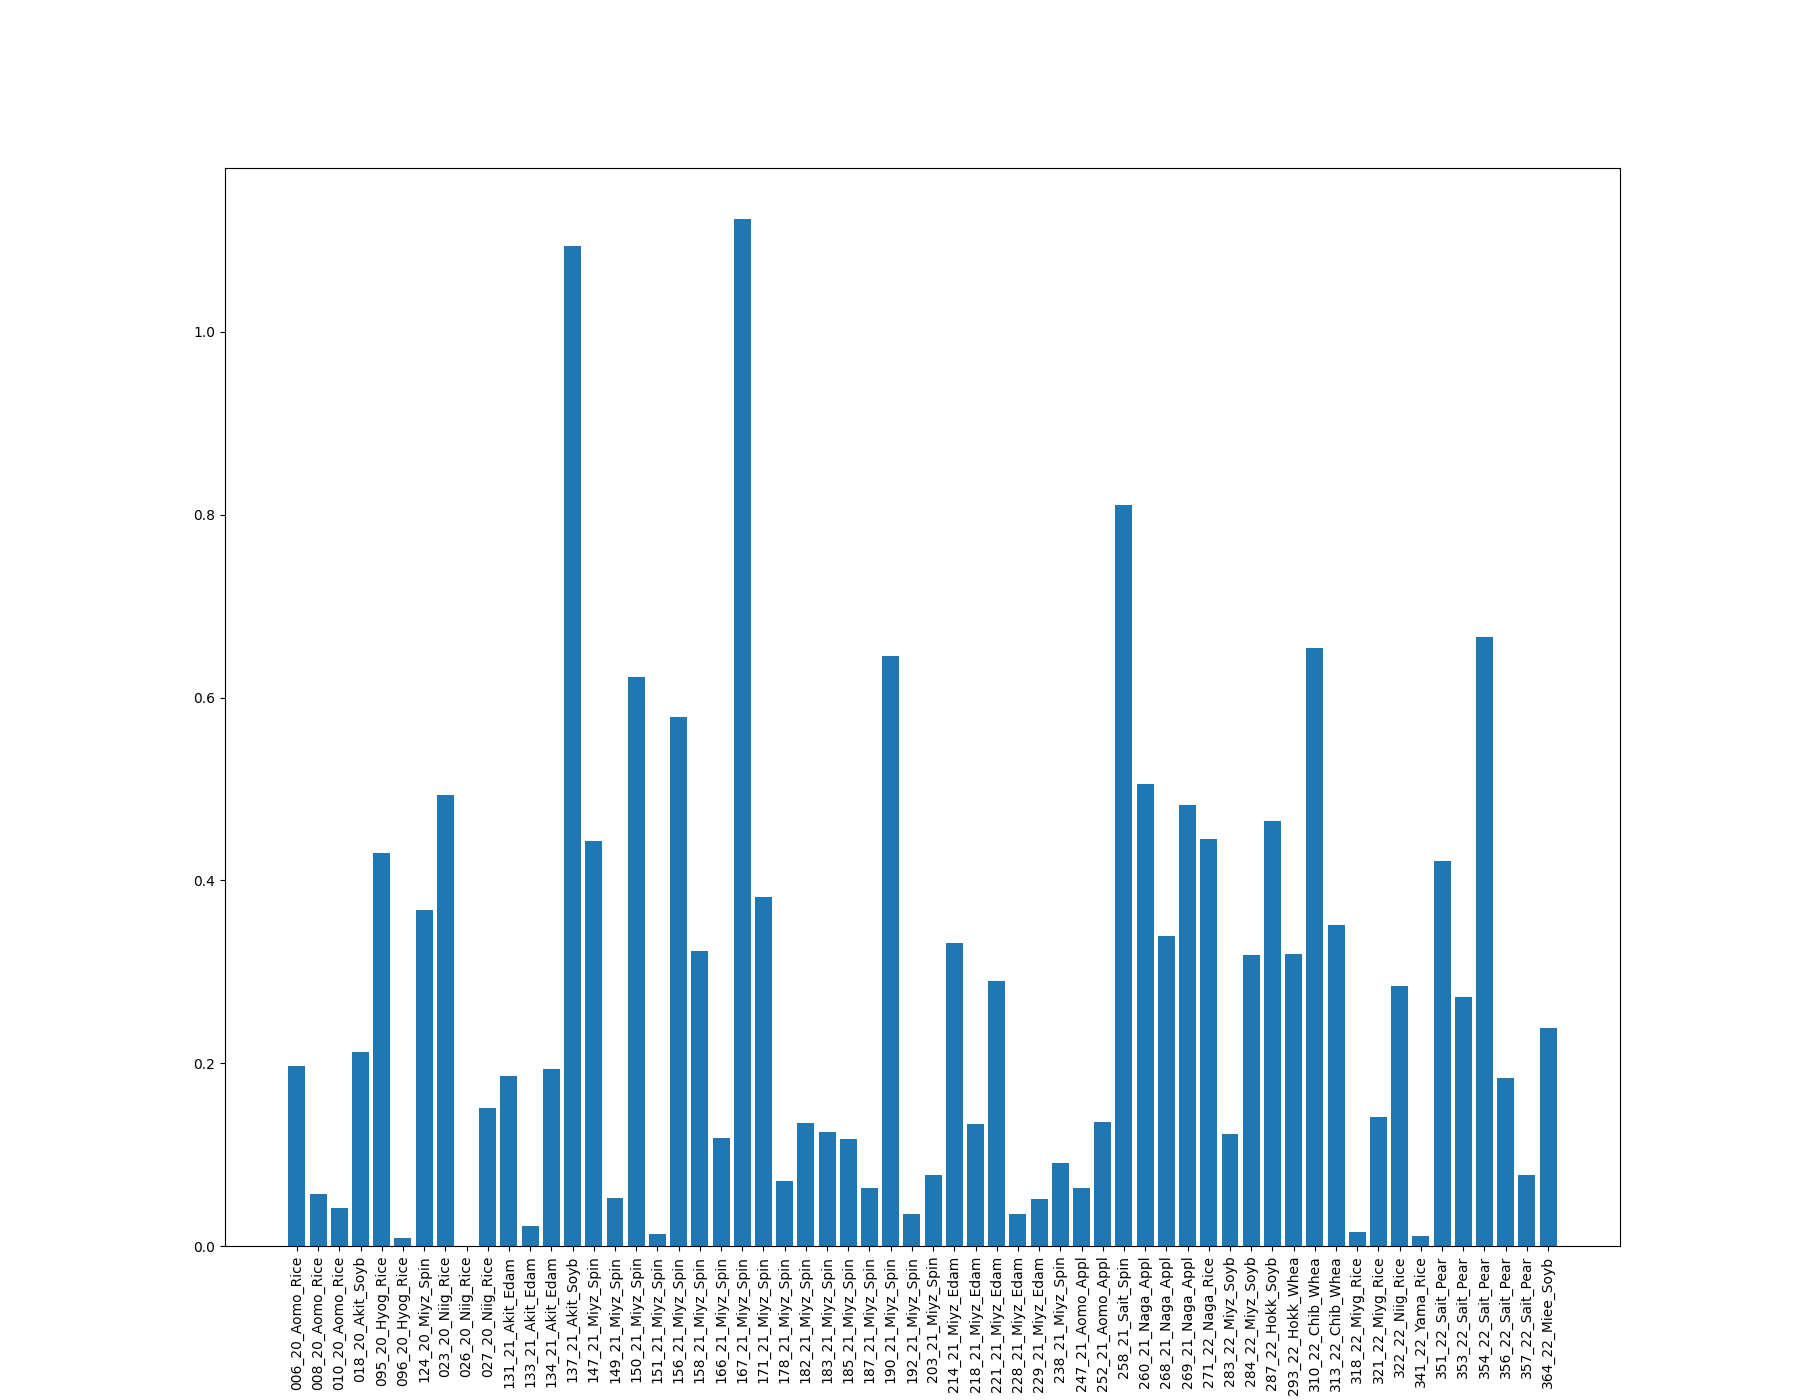 1.0
0.8
0.6
0.4
0.2
0.0
006_20_Aomo_Rice
008_20_Aomo_Rice
010_20_Aomo_Rice
018_20_Akit_Soyb
095_20_Hyog_Rice
096_20_Hyog_Rice
124_20_Miyz_Spin
023_20_Niig_Rice
026_20_Niig_Rice
027_20_Niig_Rice
131_21_Akit_Edam
133_21_Akit_Edam
134_21_Akit_Edam
137_21_Akit_Soyb
147_21_Miyz_Spin
149_21_Miyz_Spin
150_21_Miyz_Spin
151_21_Miyz_Spin
156_21_Miyz_Spin
158_21_Miyz_Spin
166_21_Miyz_Spin
167_21_Miyz_Spin
171_21_Miyz_Spin
178_21_Miyz_Spin
182_21_Miyz_Spin
183_21_Miyz_Spin
185_21_Miyz_Spin
187_21_Miyz_Spin
190_21_Miyz_Spin
192_21_Miyz_Spin
203_21_Miyz_Spin
214_21_Miyz_Edam
218_21_Miyz_Edam
221_21_Miyz_Edam
228_21_Miyz_Edam
229_21_Miyz_Edam
238_21_Miyz_Spin
247_21_Aomo_Appl
252_21_Aomo_Appl
258_21_Sait_Spin
260_21_Naga_Appl
268_21_Naga_Appl
269_21_Naga_Appl
271_22_Naga_Rice
283_22_Miyz_Soyb
284_22_Miyz_Soyb
287_22_Hokk_Soyb
293_22_Hokk_Whea
310_22_Chib_Whea
313_22_Chib_Whea
318_22_Miyg_Rice
321_22_Miyg_Rice
322_22_Niig_Rice
341_22_Yama_Rice
351_22_Sait_Pear
353_22_Sait_Pear
354_22_Sait_Pear
356_22_Sait_Pear
357_22_Sait_Pear
364_22_Miee_Soyb